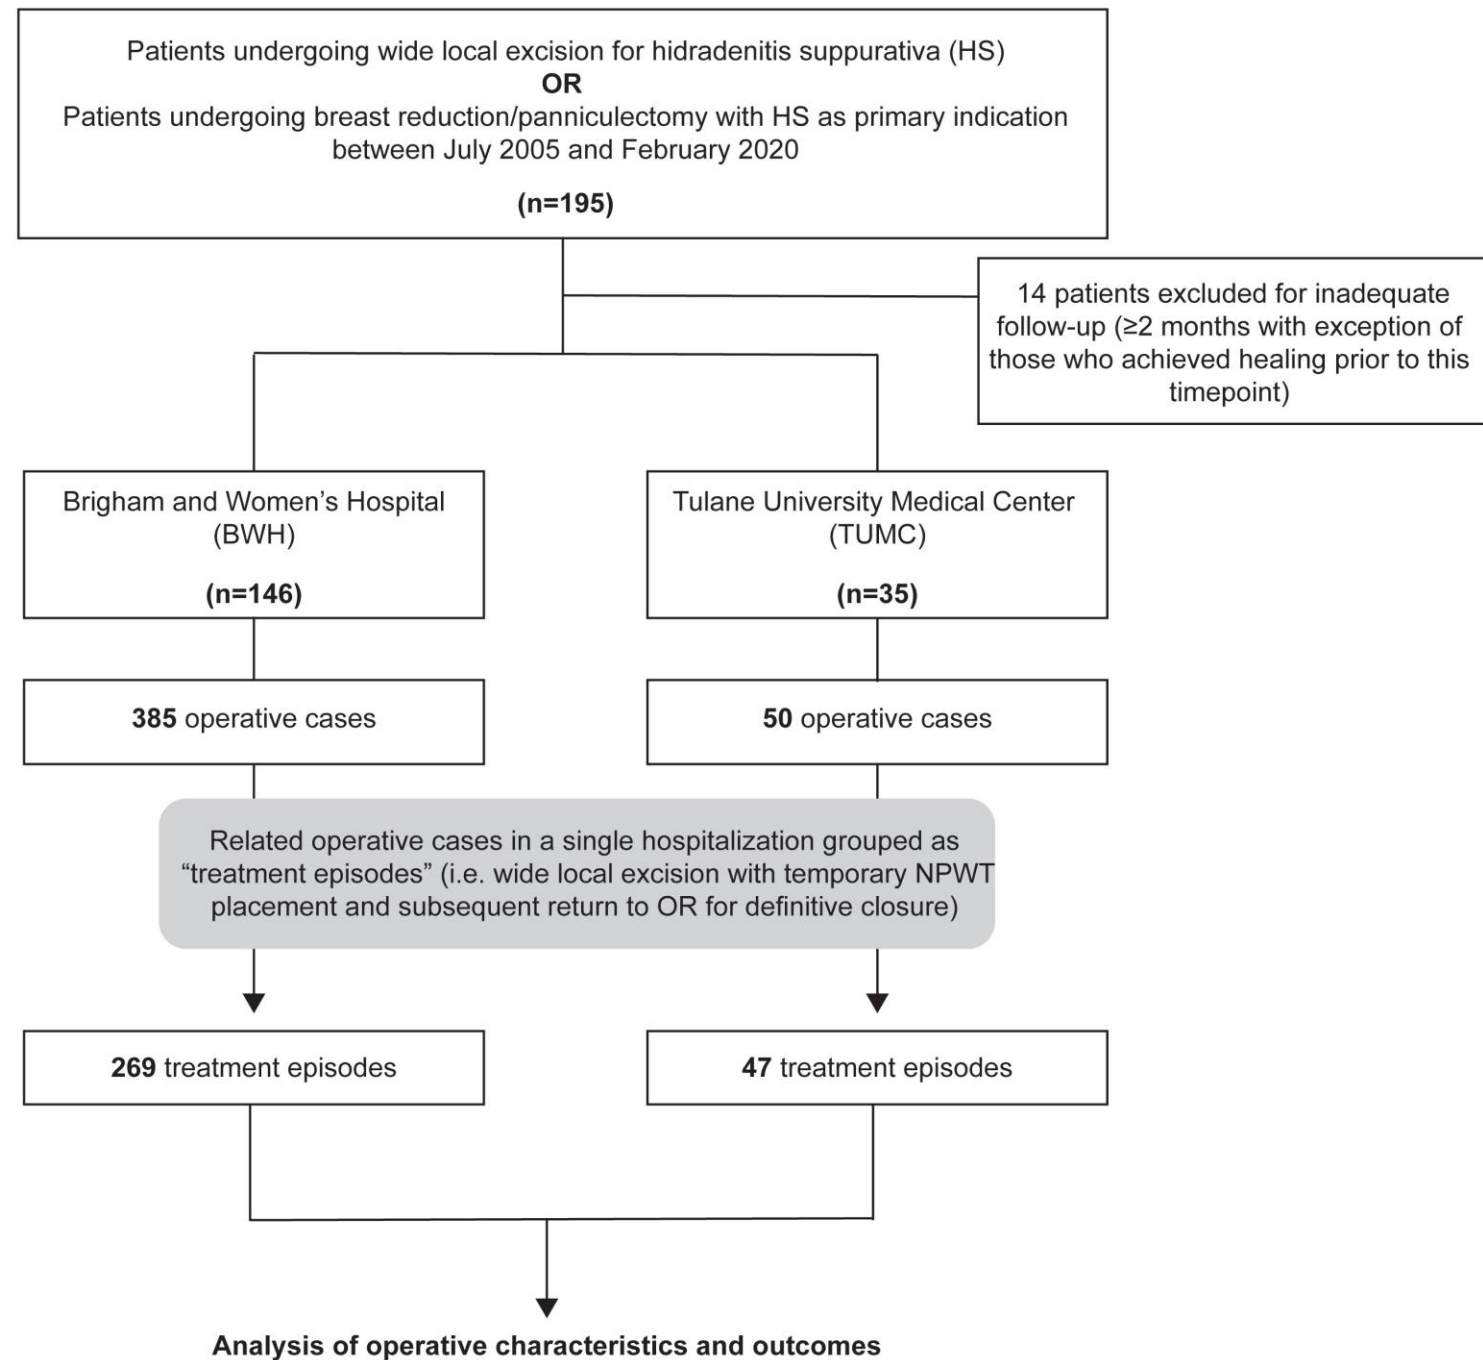 Patients undergoing wide local excision for hidradenitis suppurativa (HS)
OR
Patients undergoing breast reduction/panniculectomy with HS as primary indication
between July 2005 and February 2020
(n=195)
14 patients excluded for inadequate
follow-up (≥2 months with exception of
those who achieved healing prior to this
timepoint)
Brigham and Women’s Hospital
(BWH)
(n=146)
Tulane University Medical Center
(TUMC)
(n=35)
385 operative cases
50 operative cases
Related operative cases in a single hospitalization grouped as
“treatment episodes” (i.e. wide local excision with temporary NPWT
placement and subsequent return to OR for definitive closure)
269 treatment episodes
47 treatment episodes
Analysis of operative characteristics and outcomes